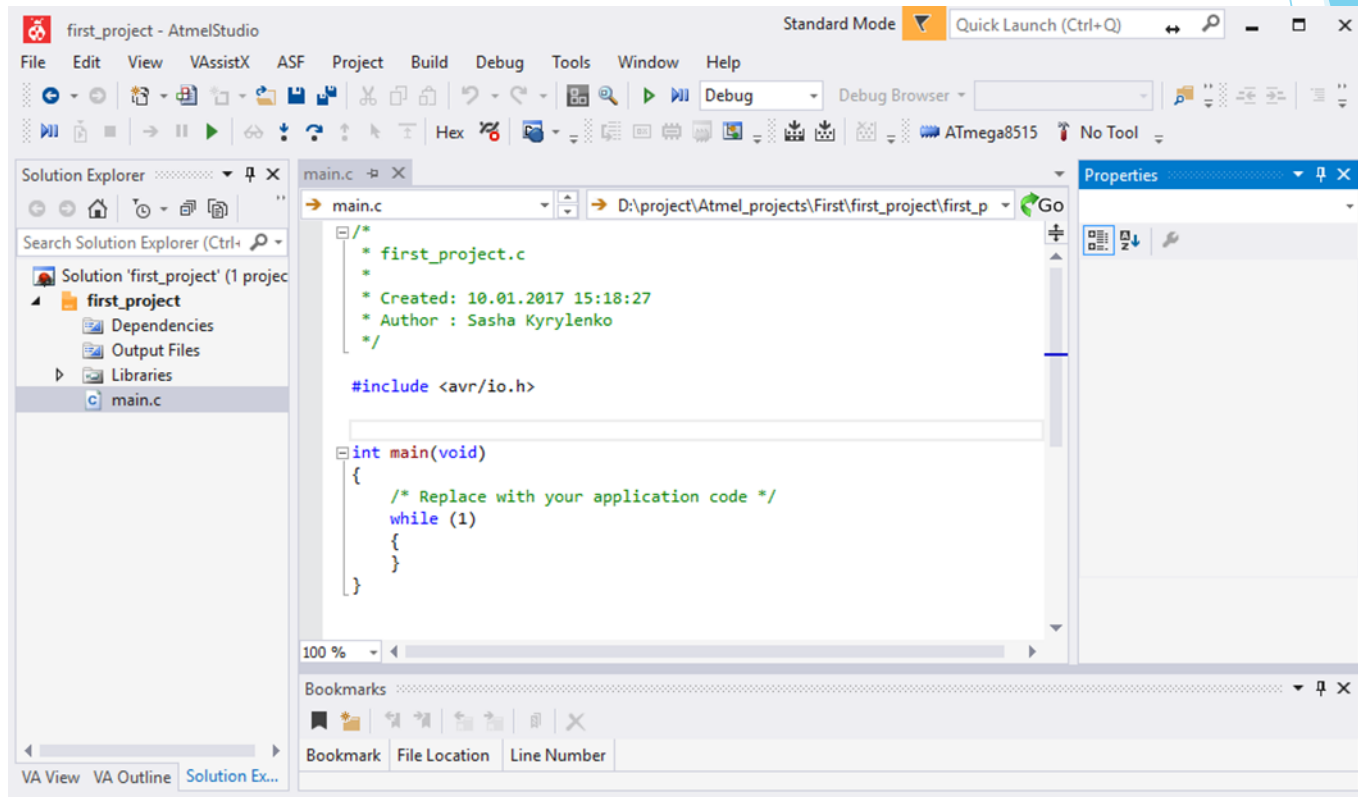 first_project - AtmelStudio
Standard Mode
Quick Launch (Ctrl+Q)
File Edit View VAssistX ASF Project Build Debug Tools Window Help
Debug
Debug Browser
Hex
ATmega8515
No Tool
Solution Explorer
Search Solution Explorer (Ctrl+
Solution 'first_project' (1 projec
first_project
Dependencies
Output Files
Libraries
main.c
VA View VA Outline Solution Ex...
main.c
main.c
D:\project\Atmel_projects\First\first_project\first_p
Go
/*
* first_project.c
*
* Created: 10.01.2017 15:18:27
* Author : Sasha Kyrylenko
*/
#include <avr/io.h>
int main(void)
{
/* Replace with your application code */
while (1)
{
}
}
100 %
Bookmarks
Bookmark File Location Line Number
Properties